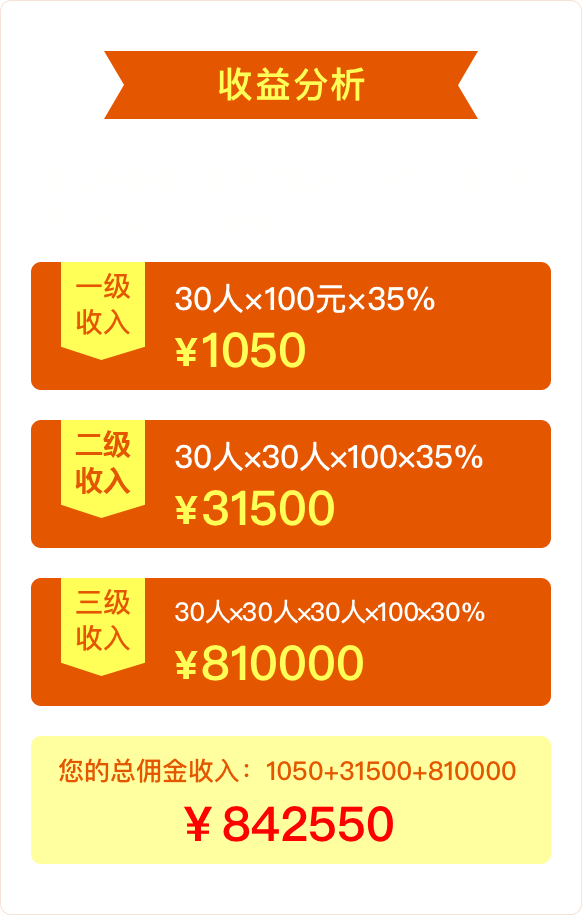 收益分析
一级
收入
30人×100元×35%
¥1050
二级
收入
30人×30人×100×35%
¥31500
三级
收入
30人×30人×30人×100×30%
¥810000
您的总佣金收入：1050+31500+810000
¥842550